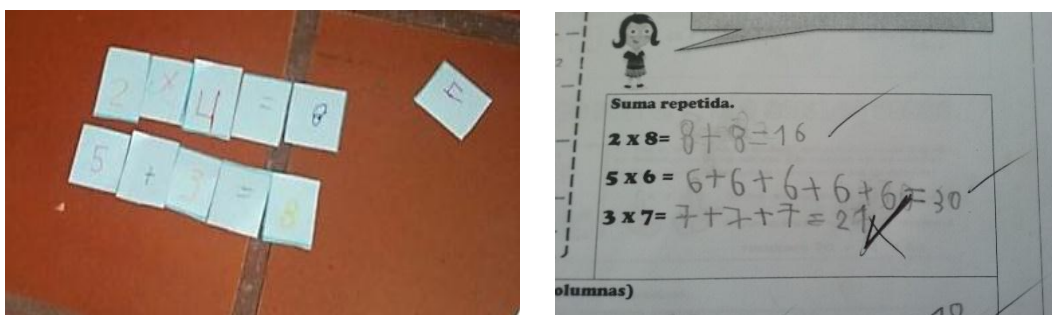 2 x 4 = 8
5 + 3 = 8
4
Suma repetida.
2 x 8= 8+8=16
5 x 6 = 6+6+6+6+6=30
3 x 7= 7+7+7=21
olumnas)